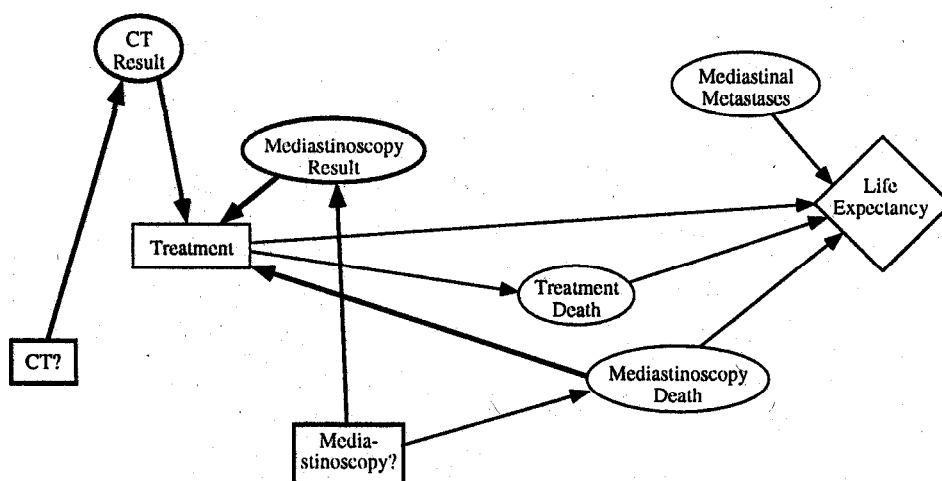 CT
Result
Mediastinal
Metastases
Mediastinoscopy
Result
Life
Expectancy
Treatment
Treatment
Death
CT?
Mediastinoscopy
Death
Media-
stinoscopy?